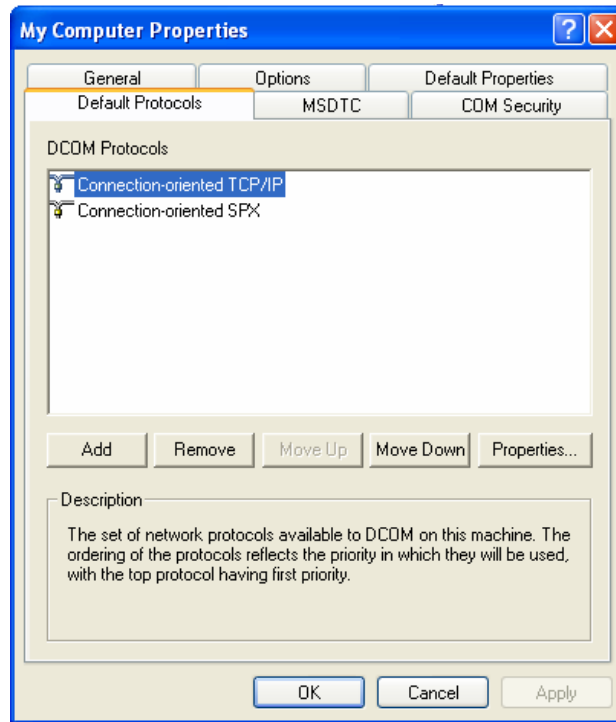 My Computer Properties
General Options Default Properties
Default Protocols MSDTC COM Security
DCOM Protocols
Connection-oriented TCP/IP
Connection-oriented SPX
Add Remove Move Up Move Down Properties...
Description
The set of network protocols available to DCOM on this machine. The
ordering of the protocols reflects the priority in which they will be used,
with the top protocol having first priority.
OK Cancel Apply